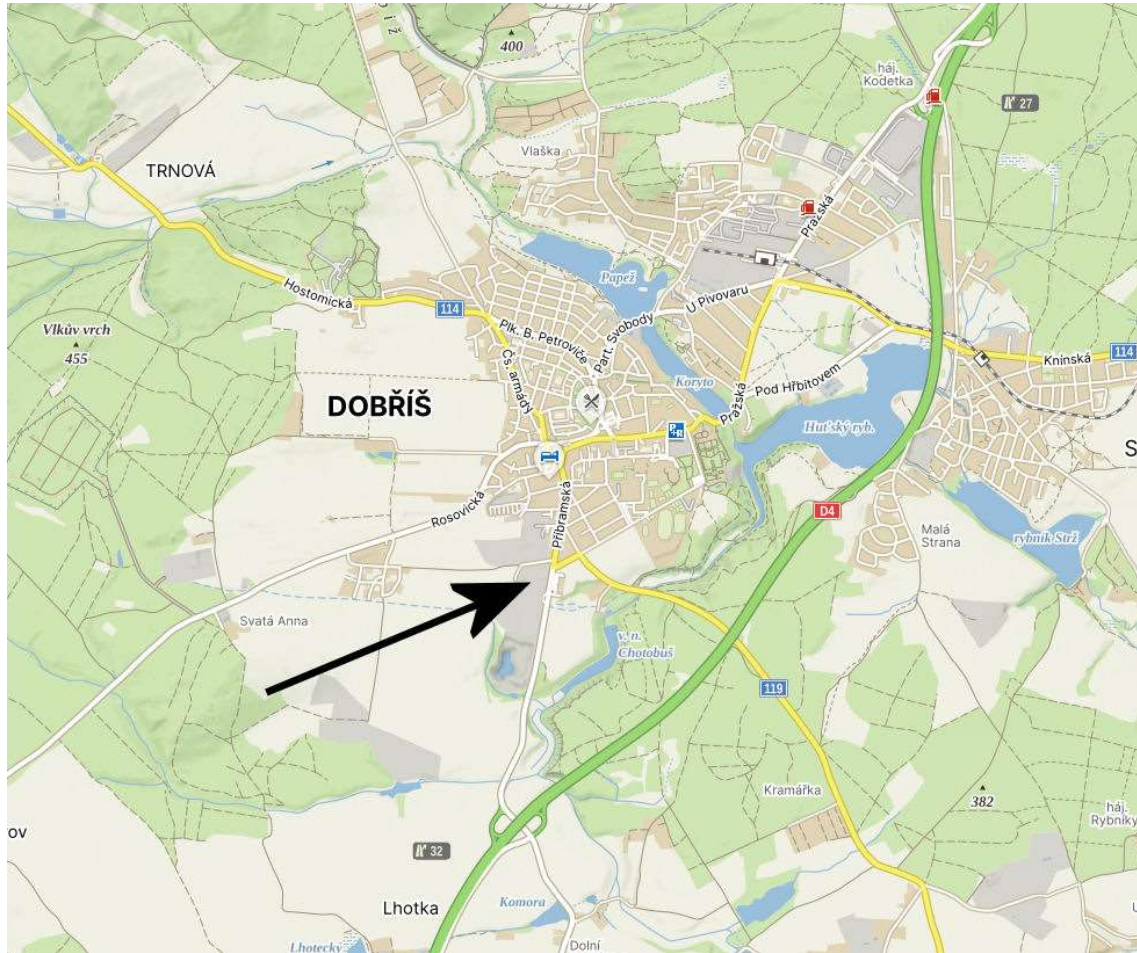 400
háj.
Kodetka
27
Vlaška
TRNOVÁ
Pražská
Papež
Hostomická
U Pivovaru
114
Part. Svobody
Vlkův vrch
455
Plk. B. Petroviče
Čs. armády
Kninská
114
Koryto
Pod Hřbitovem
DOBŘÍŠ
Pražská
P+R
Huťský ryb.
S
Rosovická
Příbramská
D4
Malá
Strana
rybník Strž
Svatá Anna
v. n.
Chotobuš
119
Kramářka
382
háj.
Rybníky
ov
32
Lhotka
Komora
Dolní
Lhotecký